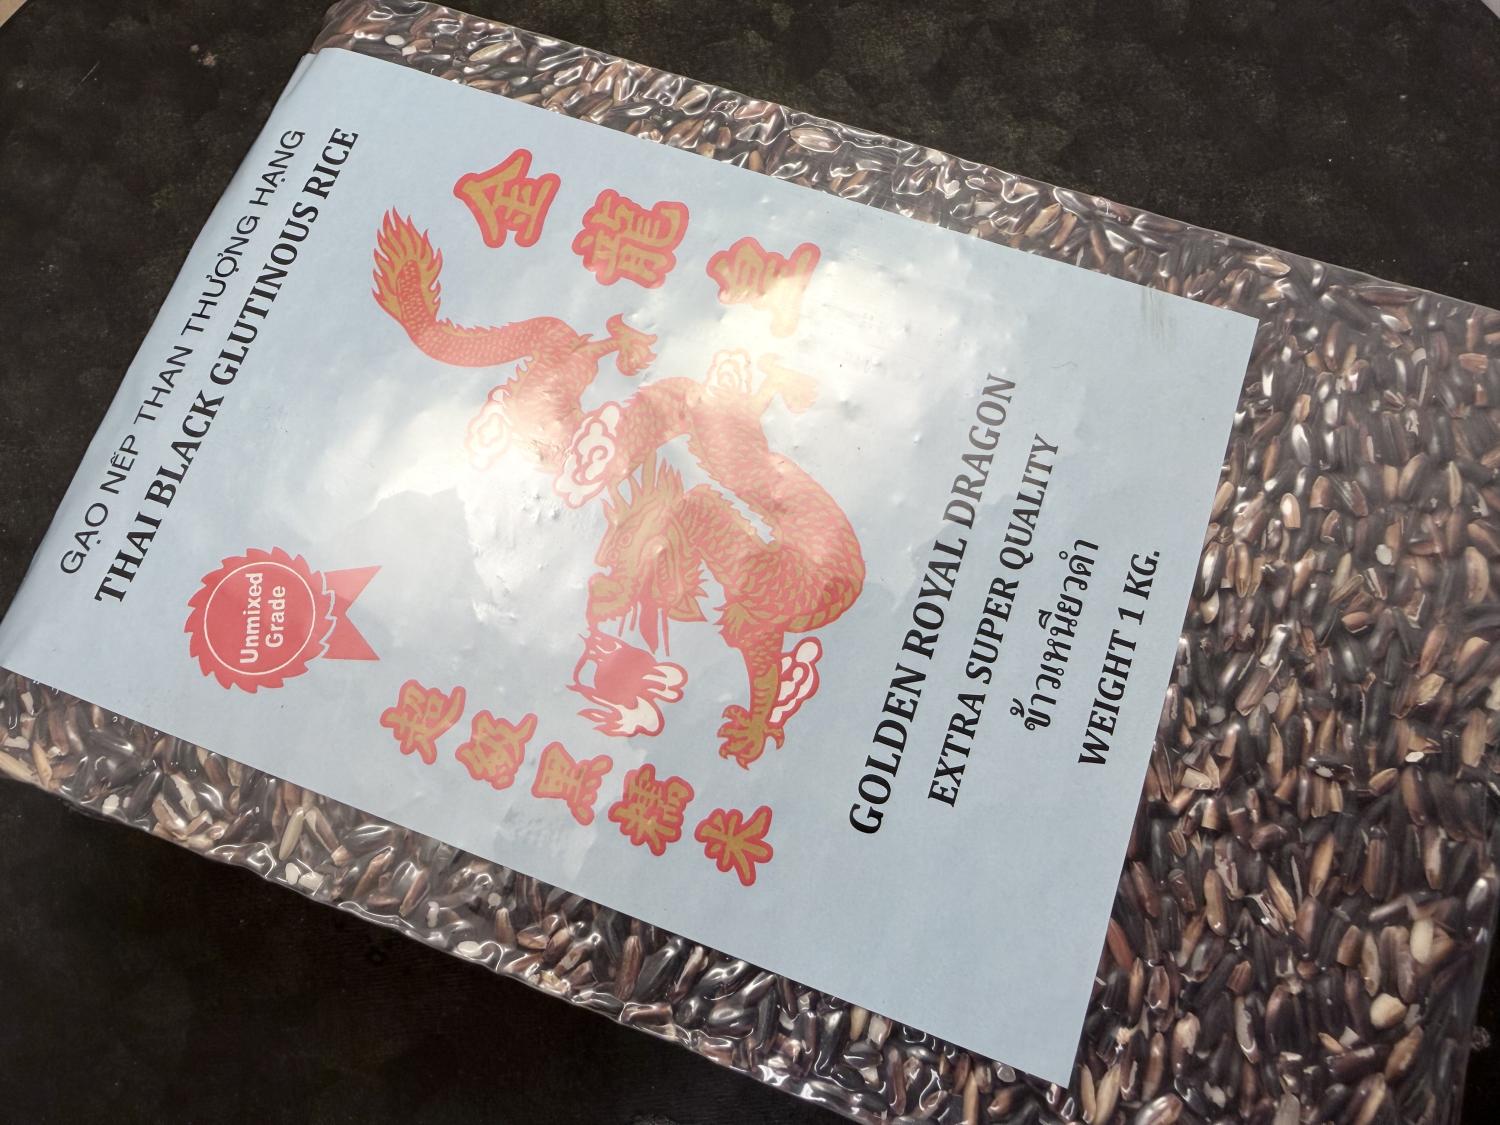 GẠO NẾP THAN THƯỢNG HẠNG
THAI BLACK GLUTINOUS RICE
Unmixed
Grade
金龍皇
超級黑糯米
GOLDEN ROYAL DRAGON
EXTRA SUPER QUALITY
ข้าวเหนียวดำ
WEIGHT 1 KG.